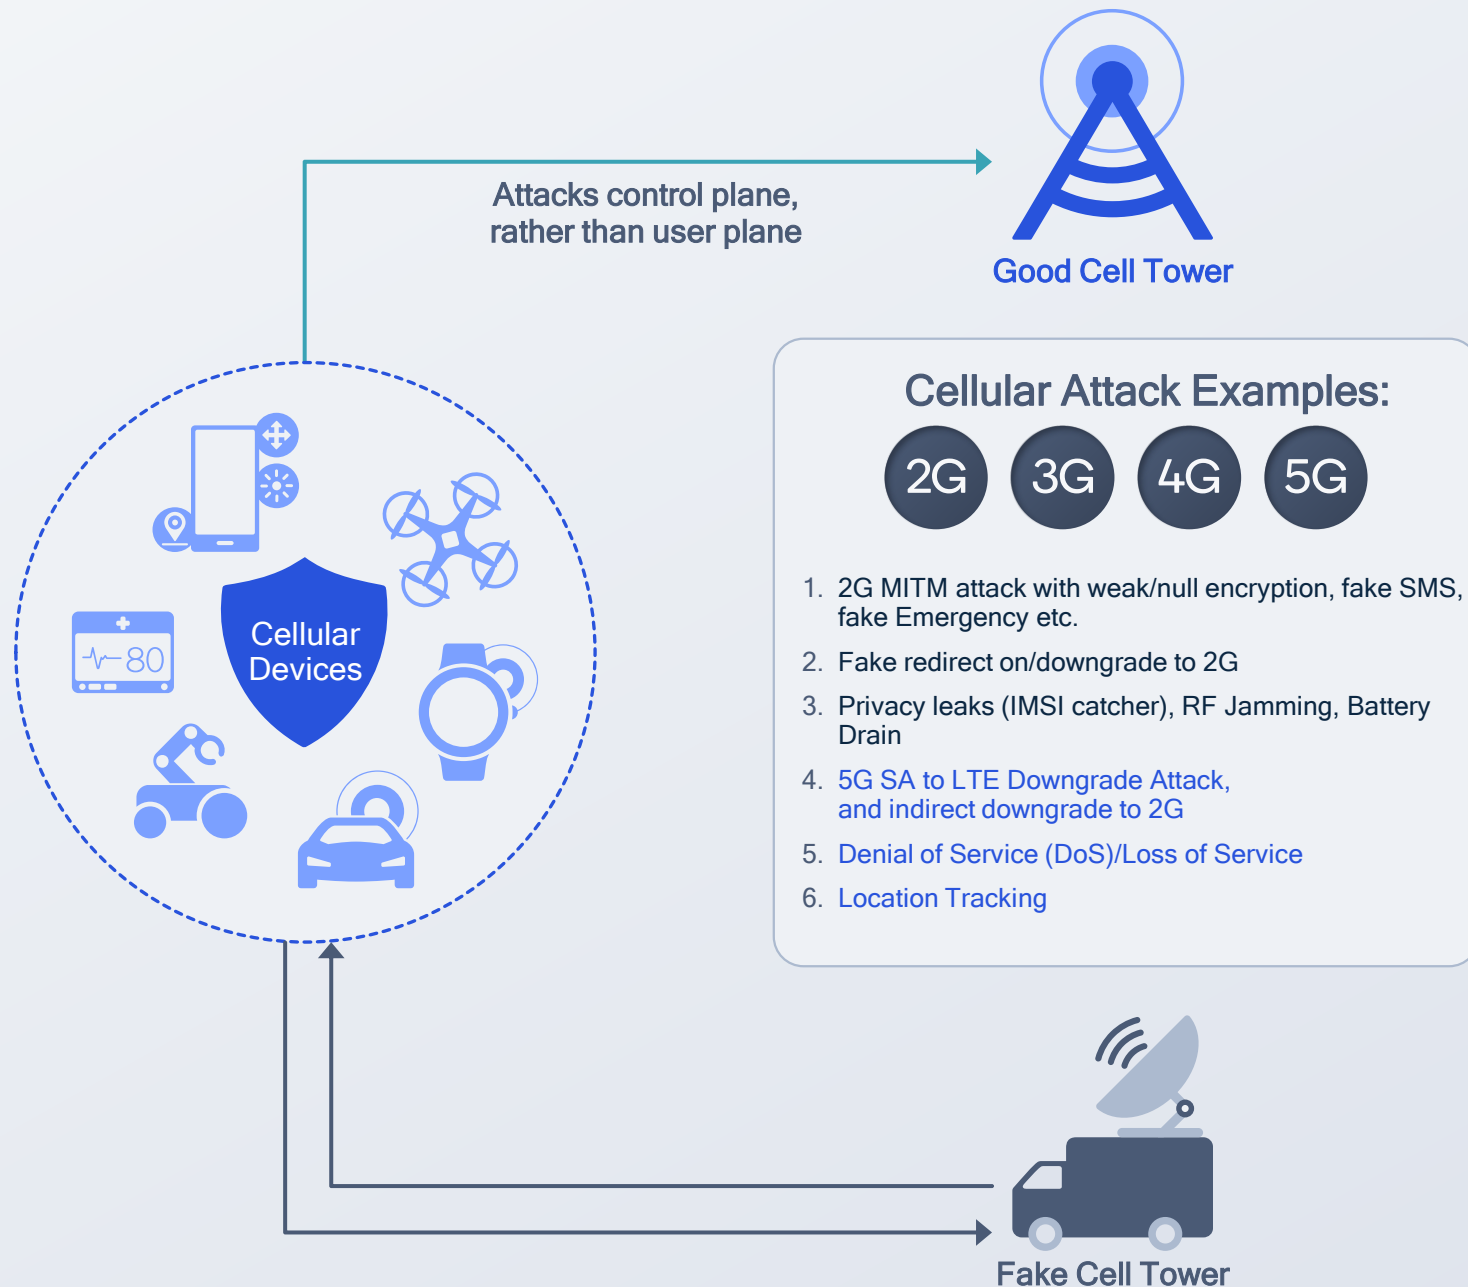 Attacks control plane,
rather than user plane
Good Cell Tower
Cellular Attack Examples:
2G 3G 4G 5G
1. 2G MITM attack with weak/null encryption, fake SMS,
fake Emergency etc.
2. Fake redirect on/downgrade to 2G
3. Privacy leaks (IMSI catcher), RF Jamming, Battery
Drain
4. 5G SA to LTE Downgrade Attack,
and indirect downgrade to 2G
5. Denial of Service (DoS)/Loss of Service
6. Location Tracking
80
Cellular
Devices
Fake Cell Tower